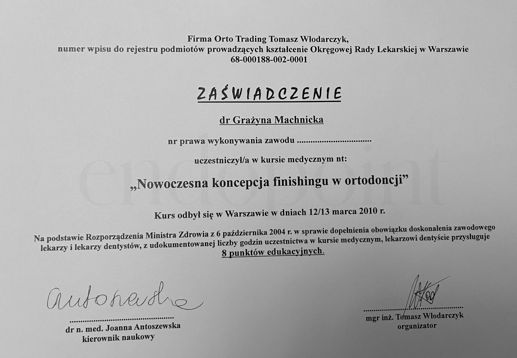 Firma Orto Trading Tomasz Włodarczyk,
numer wpisu do rejestru podmiotów prowadzących kształcenie Okręgowej Rady Lekarskiej w Warszawie
68-000188-002-0001
ZAŚWIADCZENIE
dr Grażyna Machnicka
nr prawa wykonywania zawodu ..................................
uczestniczył/a w kursie medycznym nt:
„Nowoczesna koncepcja finishingu w ortodoncji”
Kurs odbył się w Warszawie w dniach 12/13 marca 2010 r.
Na podstawie Rozporządzenia Ministra Zdrowia z 6 października 2004 r. w sprawie dopełnienia obowiązku doskonalenia zawodowego
lekarzy i lekarzy dentystów, z udokumentowanej liczby godzin uczestnictwa w kursie medycznym, lekarzowi dentyście przysługuje
8 punktów edukacyjnych.
dr n. med. Joanna Antoszewska
kierownik naukowy
mgr inż. Tomasz Włodarczyk
organizator